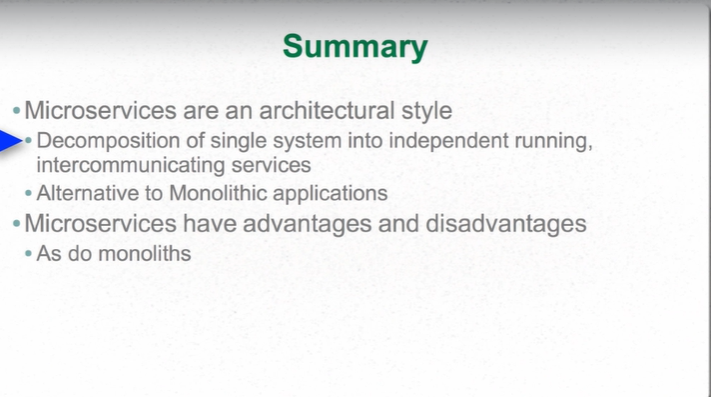 Summary
• Microservices are an architectural style
• Decomposition of single system into independent running,
intercommunicating services
• Alternative to Monolithic applications
• Microservices have advantages and disadvantages
• As do monoliths